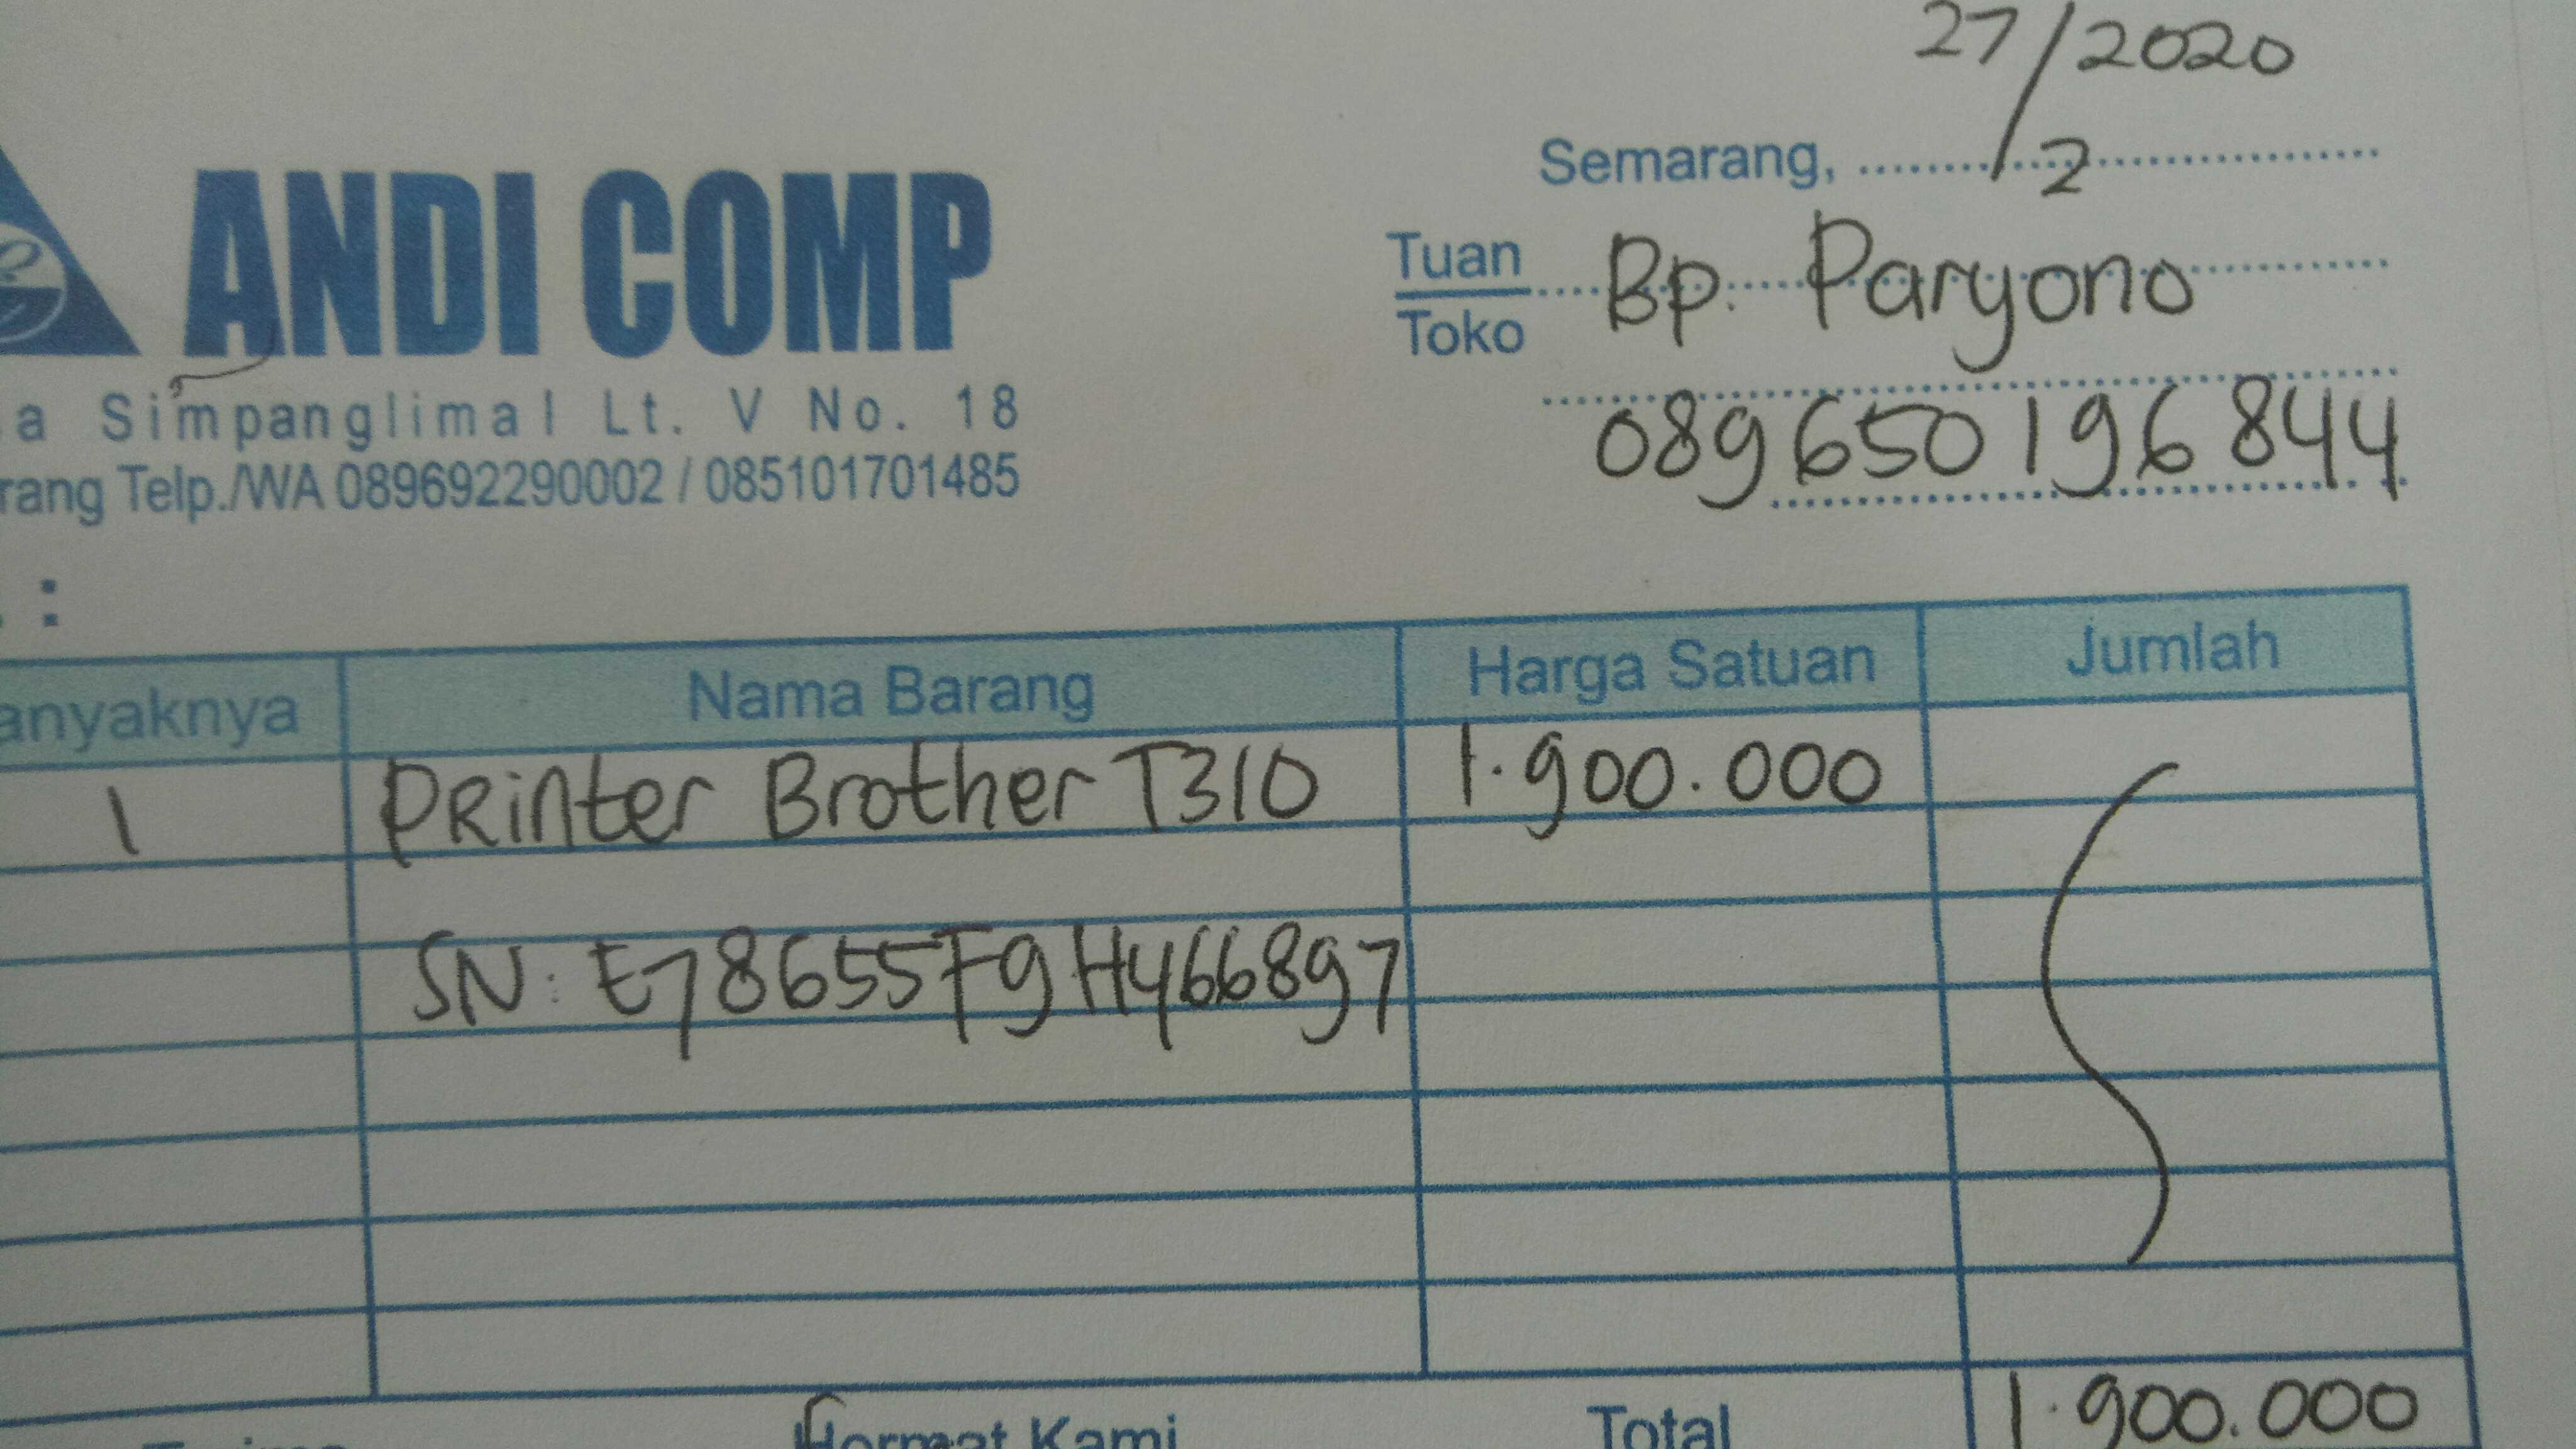 27/2020
Semarang, 2
ANDI COMP
Tuan Bp. Paryono
Toko
a Simpanglimal Lt. V No. 18
rang Telp./WA 089692290002 / 085101701485
089650196844
:
anyaknya Nama Barang Harga Satuan Jumlah
1 Printer Brother T310 1.900.000
SN: E78655F9H466897
Hormat Kami Total 1.900.000